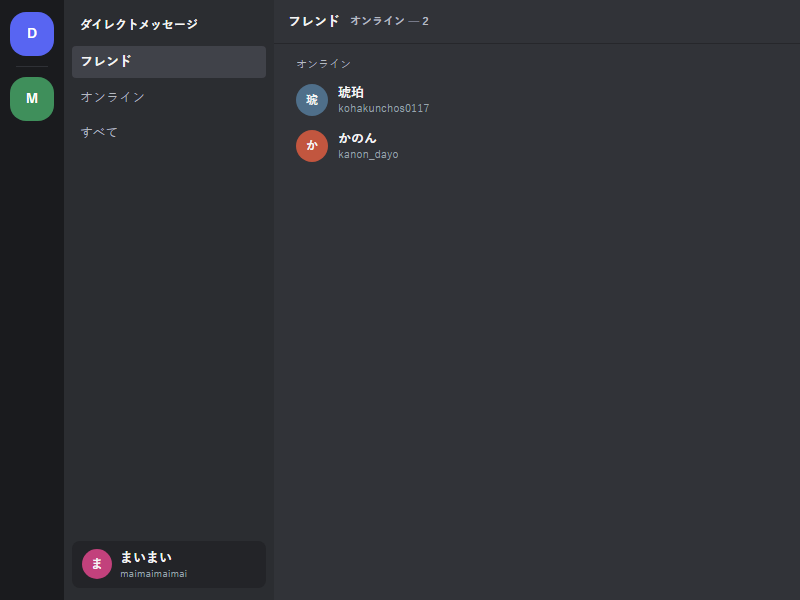 D
M
ダイレクトメッセージ
フレンド
オンライン
すべて
ま
まいまい
maimaimaimai
フレンド オンライン — 2
オンライン
琥
琥珀
kohakunchos0117
か
かのん
kanon_dayo